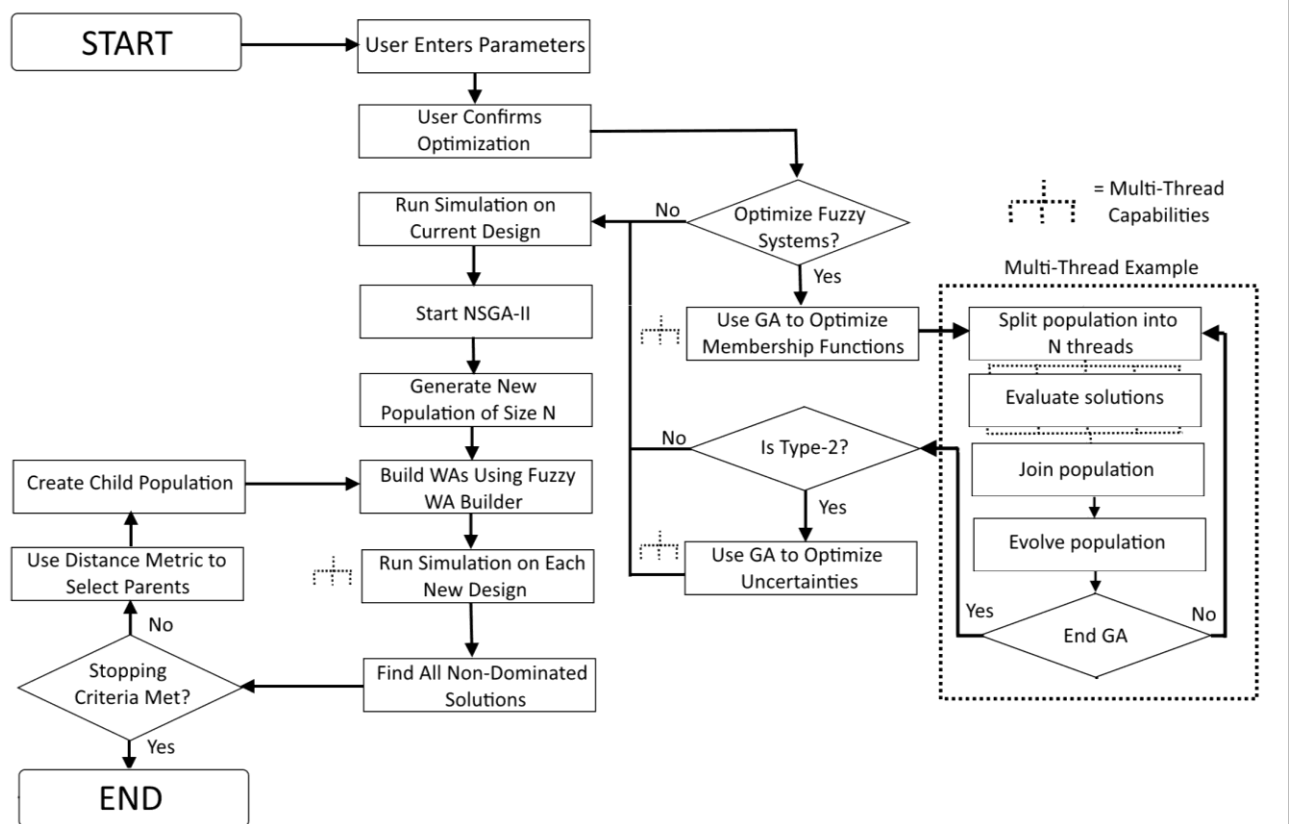 START
User Enters Parameters
User Confirms
Optimization
Run Simulation on
Current Design
No
Optimize Fuzzy
Systems?
Yes
= Multi-Thread
Capabilities
Multi-Thread Example
Start NSGA-II
Use GA to Optimize
Membership Functions
Split population into
N threads
Generate New
Population of Size N
Evaluate solutions
No
Is Type-2?
Yes
Join population
Create Child Population
Build WAs Using Fuzzy
WA Builder
Evolve population
Use Distance Metric to
Select Parents
Run Simulation on Each
New Design
Use GA to Optimize
Uncertainties
Yes
End GA
No
No
Stopping
Criteria Met?
Yes
Find All Non-Dominated
Solutions
END